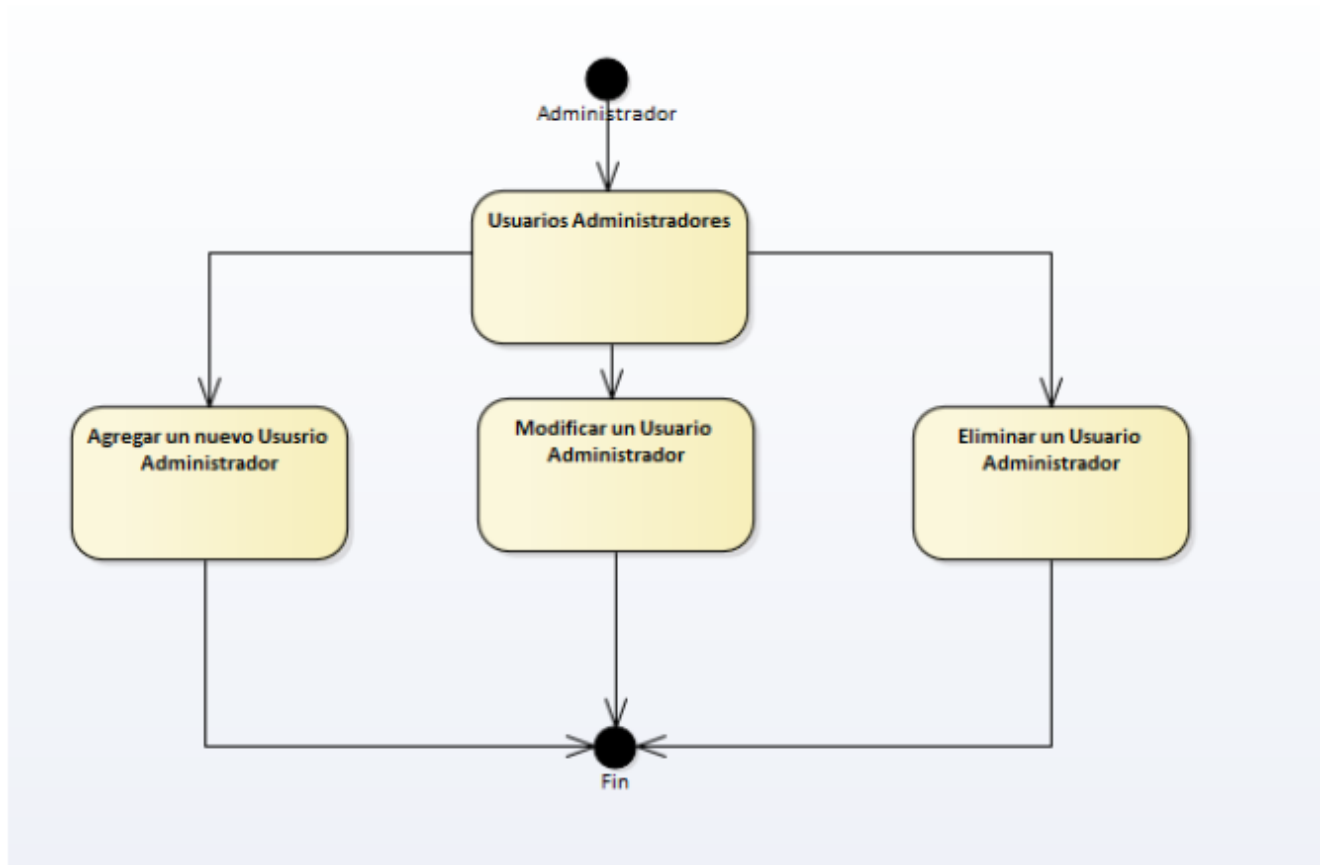 Administrador
Usuarios Administradores
Agregar un nuevo Ususrio
Administrador
Modificar un Usuario
Administrador
Eliminar un Usuario
Administrador
Fin